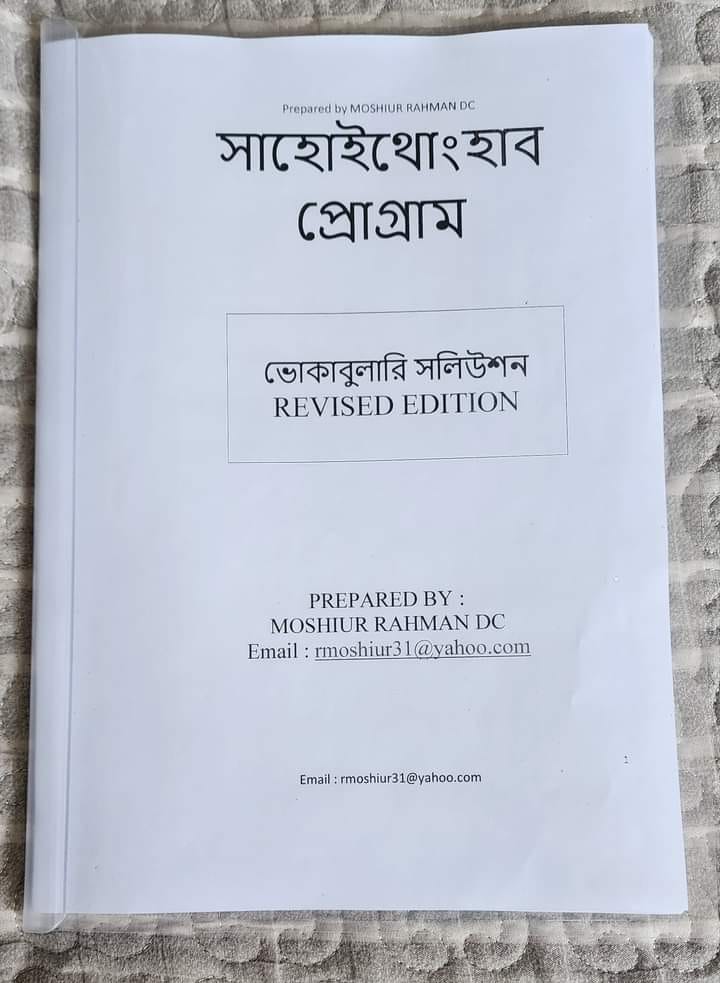 Prepared by MOSHIUR RAHMAN DC
সাহোইথোংহাব
প্রোগ্রাম
ভোকাবুলারি সলিউশন
REVISED EDITION
PREPARED BY :
MOSHIUR RAHMAN DC
Email : rmoshiur31@yahoo.com
1
Email : rmoshiur31@yahoo.com